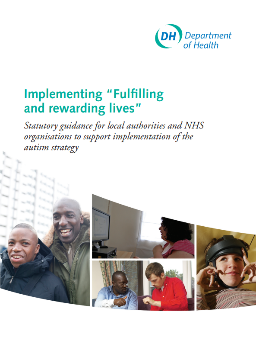 DH Department
of Health
Implementing “Fulfilling
and rewarding lives”
Statutory guidance for local authorities and NHS
organisations to support implementation of the
autism strategy